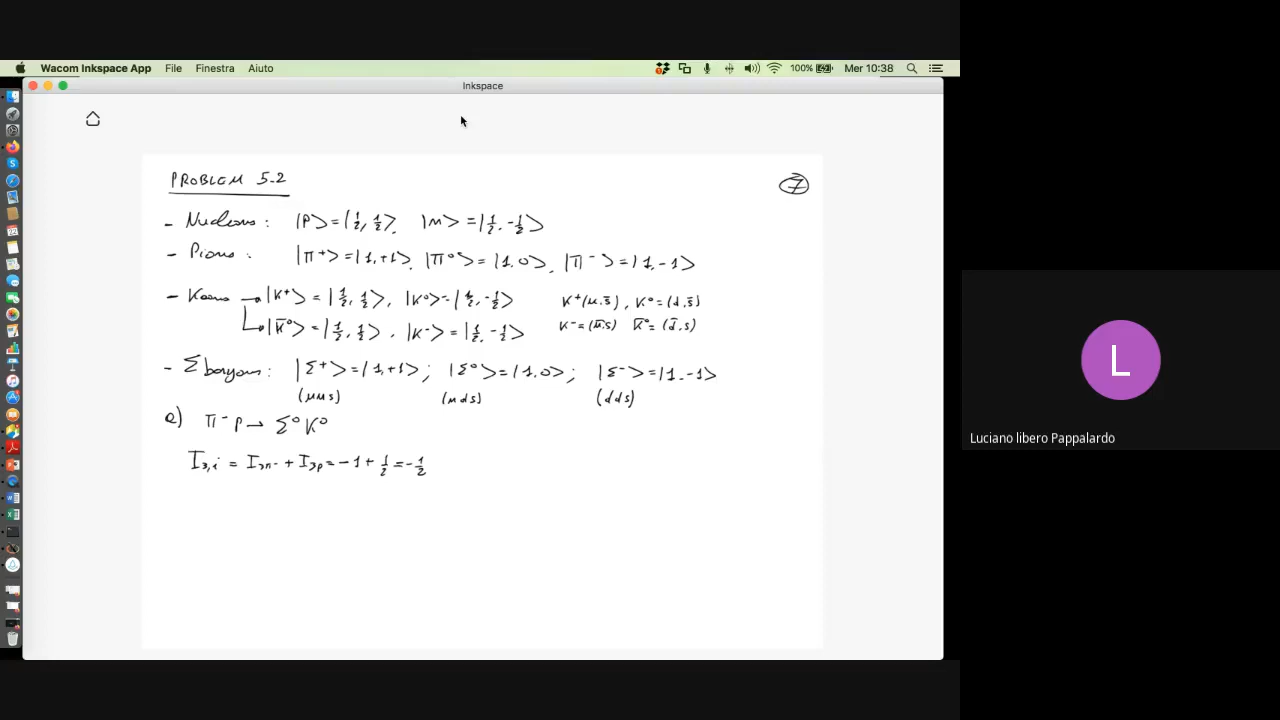 Wacom Inkspace App File Finestra Aiuto 100% Mer 10:38
Inkspace
PROBLEM 5-2
7
- Nucleons: |P> = |1/2, 1/2>, |n> = |1/2, -1/2>
- Pions: |π+> = |1, +1>, |π0> = |1, 0>, |π-> = |1, -1>
- Kaons → |K+> = |1/2, 1/2>, |K0> = |1/2, -1/2> K+(u.s̄), K0=(d.s̄)
↳ |K̄0> = |1/2, 1/2>, |K-> = |1/2, -1/2> K-=(ū.s) K̄0=(d̄.s)
- Σ baryons: |Σ+> = |1, +1>; |Σ0> = |1, 0>; |Σ-> = |1, -1>
(uus) (uds) (dds)
a) π- p → Σ0 K0
I3,i = I3π- + I3p = -1 + 1/2 = -1/2
L
Luciano libero Pappalardo